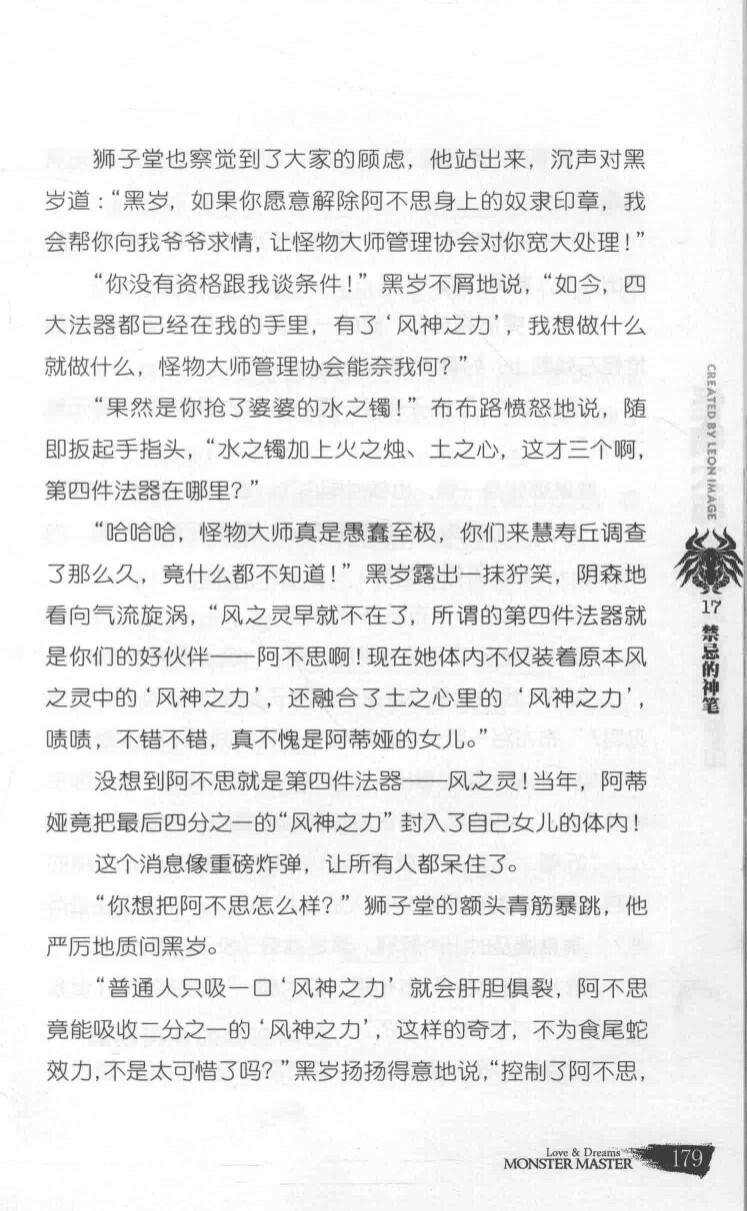 狮子堂也察觉到了大家的顾虑，他站出来，沉声对黑
岁道：“黑岁，如果你愿意解除阿不思身上的奴隶印章，我
会帮你向我爷爷求情，让怪物大师管理协会对你宽大处理！”
“你没有资格跟我谈条件！”黑岁不屑地说，“如今，四
大法器都已经在我的手里，有了‘风神之力’，我想做什么
就做什么，怪物大师管理协会能奈我何？”
“果然是你抢了婆婆的水之镯！”布布路愤怒地说，随
即扳起手指头，“水之镯加上火之烛、土之心，这才三个啊，
第四件法器在哪里？”
“哈哈哈，怪物大师真是愚蠢至极，你们来慧寿丘调查
了那么久，竟什么都不知道！”黑岁露出一抹狞笑，阴森地
看向气流旋涡，“风之灵早就不在了，所谓的第四件法器就
是你们的好伙伴——阿不思啊！现在她体内不仅装着原本风
之灵中的‘风神之力’，还融合了土之心里的‘风神之力’，
啧啧，不错不错，真不愧是阿蒂娅的女儿。”
没想到阿不思就是第四件法器——风之灵！当年，阿蒂
娅竟把最后四分之一的“风神之力”封入了自己女儿的体内！
这个消息像重磅炸弹，让所有人都呆住了。
“你想把阿不思怎么样？”狮子堂的额头青筋暴跳，他
严厉地质问黑岁。
“普通人只吸一口‘风神之力’就会肝胆俱裂，阿不思
竟能吸收二分之一的‘风神之力’，这样的奇才，不为食尾蛇
效力，不是太可惜了吗？”黑岁扬扬得意地说，“控制了阿不思，
CREATED BY LEON IMAGE
17
禁忌的神笔
Love & Dreams
MONSTER MASTER
179